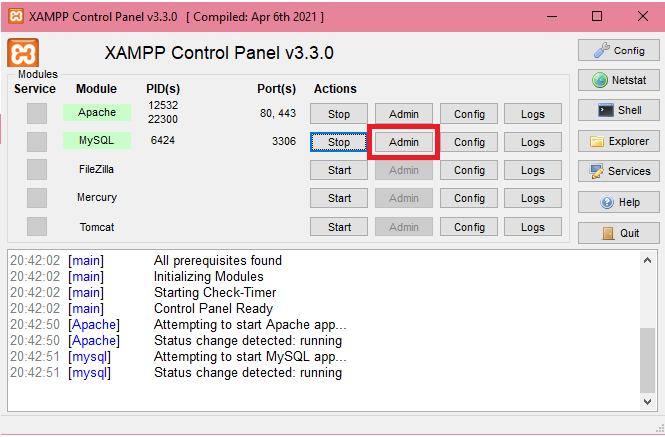 XAMPP Control Panel v3.3.0 [ Compiled: Apr 6th 2021 ]
XAMPP Control Panel v3.3.0
Config
Modules
Service Module PID(s) Port(s) Actions
Netstat
Apache 12532 22300 80, 443 Stop Admin Config Logs
Shell
MySQL 6424 3306 Stop Admin Config Logs
Explorer
FileZilla Start Admin Config Logs
Services
Mercury Start Admin Config Logs
Help
Tomcat Start Admin Config Logs
Quit
20:42:02 [main] All prerequisites found
20:42:02 [main] Initializing Modules
20:42:02 [main] Starting Check-Timer
20:42:02 [main] Control Panel Ready
20:42:50 [Apache] Attempting to start Apache app...
20:42:50 [Apache] Status change detected: running
20:42:51 [mysql] Attempting to start MySQL app...
20:42:51 [mysql] Status change detected: running